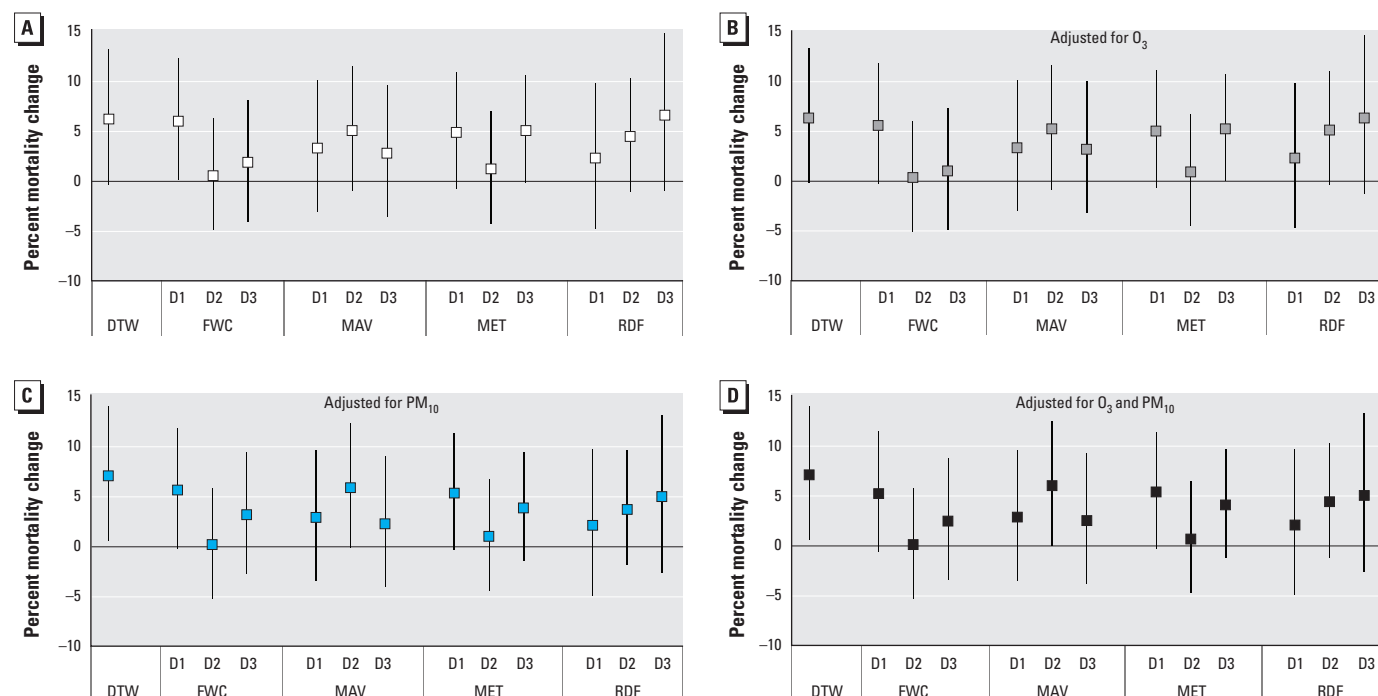 A
Percent mortality change
15
10
5
0
–5
–10
D1 D2 D3 D1 D2 D3 D1 D2 D3 D1 D2 D3
DTW FWC MAV MET RDF
B
Adjusted for O3
Percent mortality change
15
10
5
0
–5
–10
D1 D2 D3 D1 D2 D3 D1 D2 D3 D1 D2 D3
DTW FWC MAV MET RDF
C
Adjusted for PM10
Percent mortality change
15
10
5
0
–5
–10
D1 D2 D3 D1 D2 D3 D1 D2 D3 D1 D2 D3
DTW FWC MAV MET RDF
D
Adjusted for O3 and PM10
Percent mortality change
15
10
5
0
–5
–10
D1 D2 D3 D1 D2 D3 D1 D2 D3 D1 D2 D3
DTW FWC MAV MET RDF